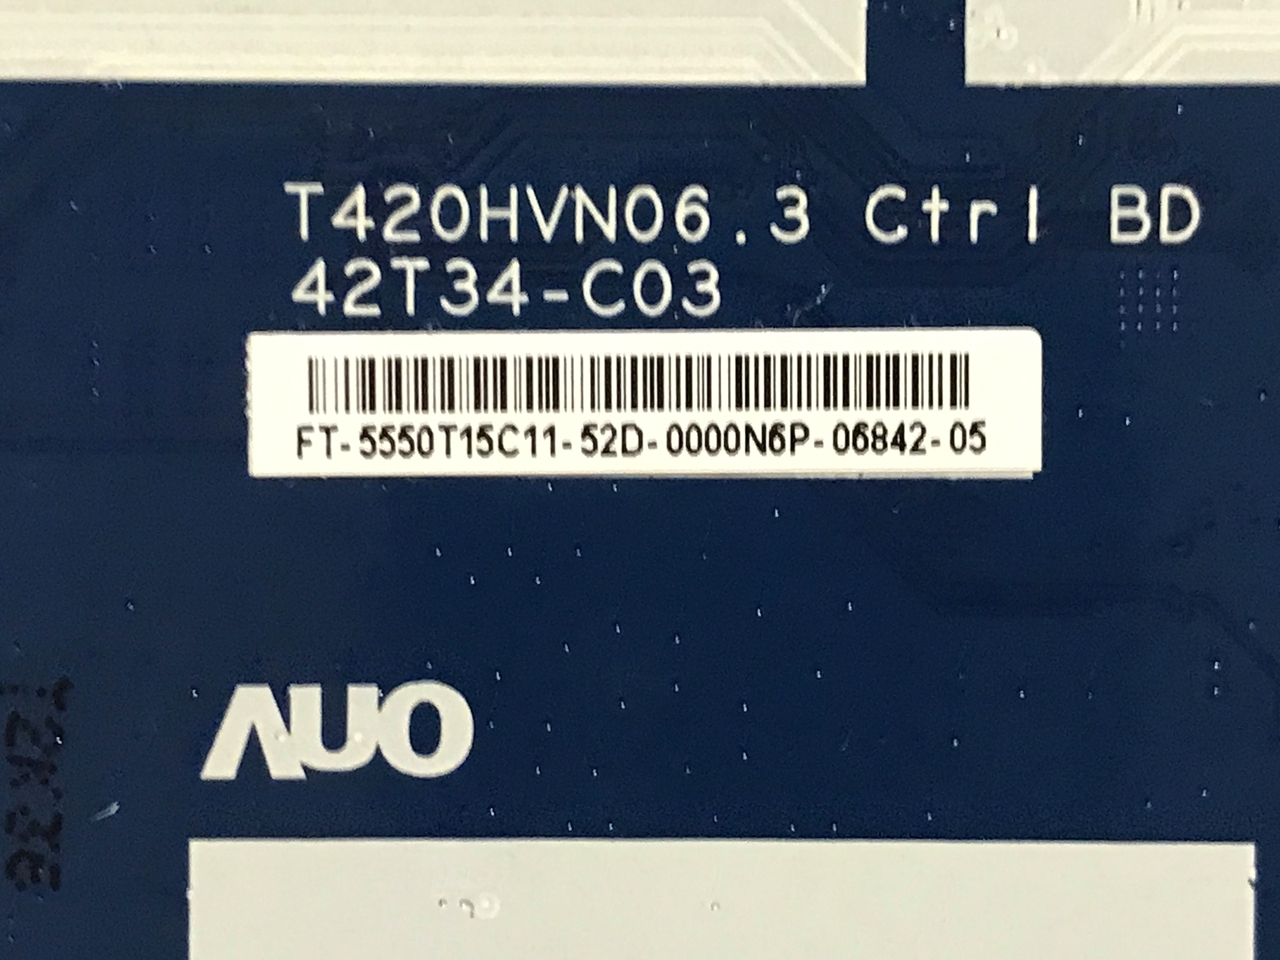 T420HVN06.3 Ctrl BD
42T34-C03
FT-5550T15C11-52D-0000N6P-06842-05
AUO